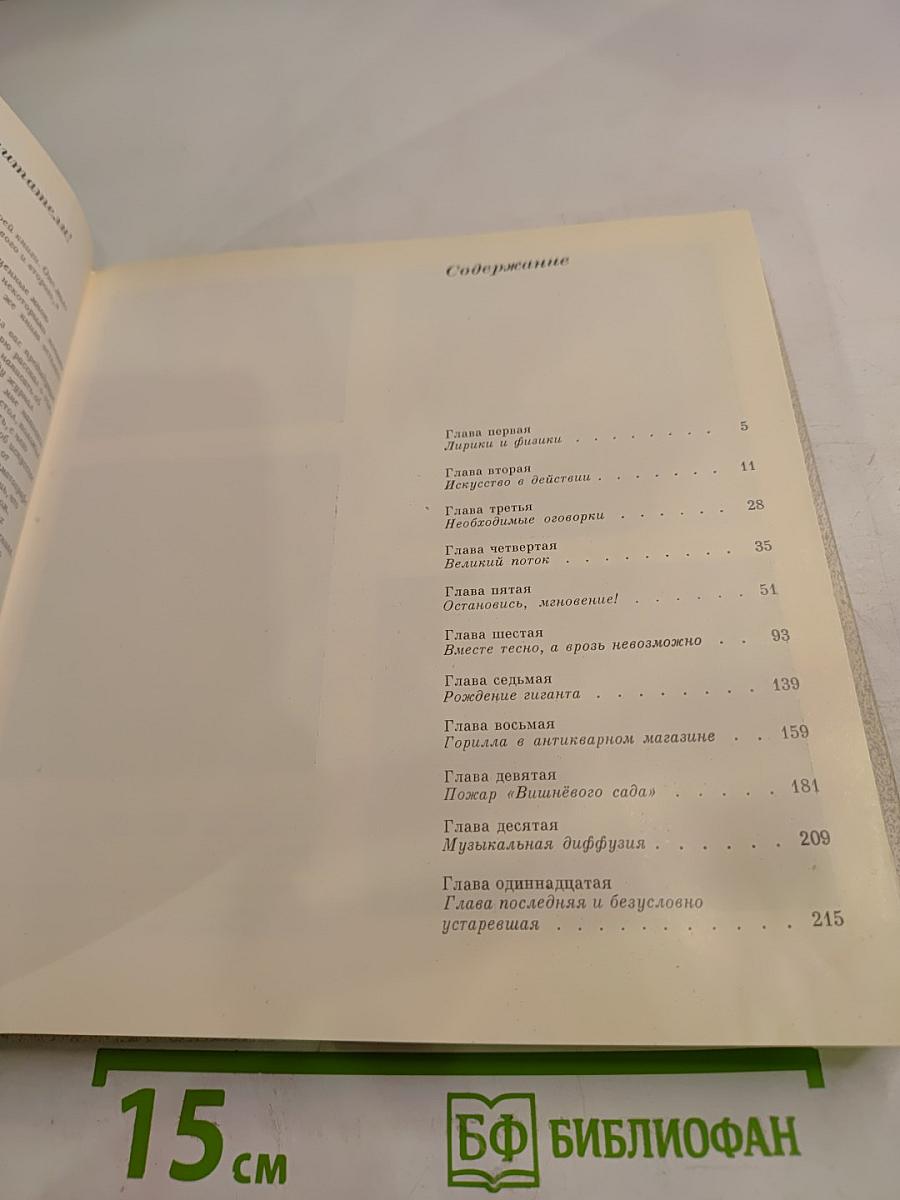 Содержание
Глава первая
Лирики и физики . . . . . . . . 5
Глава вторая
Искусство в действии . . . . . . . 11
Глава третья
Необходимые оговорки . . . . . . 28
Глава четвертая
Великий поток . . . . . . . . . 35
Глава пятая
Остановись, мгновение! . . . . . . 51
Глава шестая
Вместе тесно, а врозь невозможно . . 93
Глава седьмая
Рождение гиганта . . . . . . . . 139
Глава восьмая
Горилла в антикварном магазине . . 159
Глава девятая
Пожар «Вишнёвого сада» . . . . . 181
Глава десятая
Музыкальная диффузия . . . . . . 209
Глава одиннадцатая
Глава последняя и безусловно
устаревшая . . . . . . . . . . . 215
15 см
БФ БИБЛИОФАН